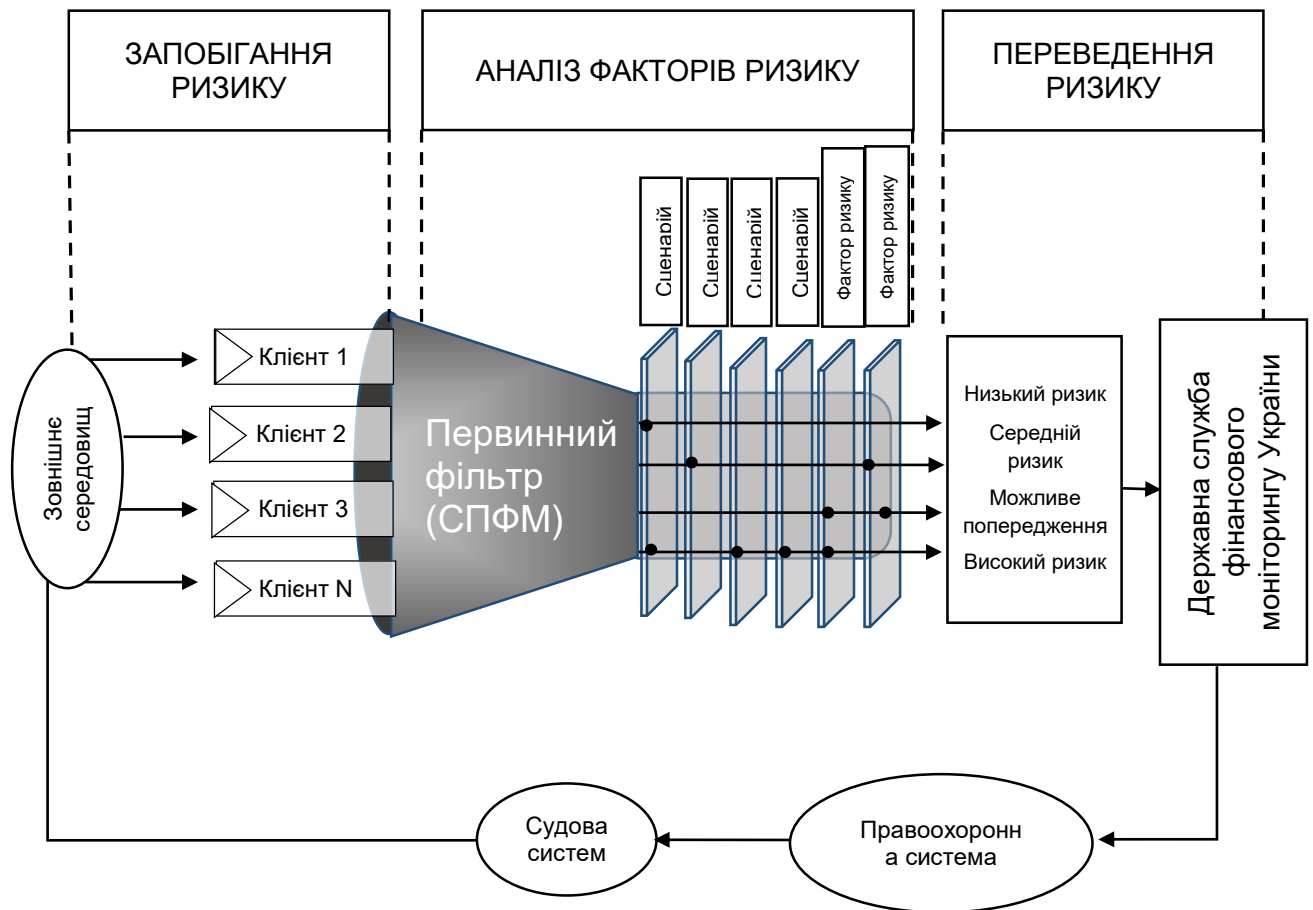 ЗАПОБІГАННЯ
РИЗИКУ
АНАЛІЗ ФАКТОРІВ РИЗИКУ
ПЕРЕВЕДЕННЯ
РИЗИКУ
Сценарій
Сценарій
Сценарій
Сценарій
Фактор ризику
Фактор ризику
Зовнішнє
середовищ
Клієнт 1
Клієнт 2
Клієнт 3
Клієнт N
Первинний
фільтр
(СПФМ)
Низький ризик
Середній
ризик
Можливе
попередження
Високий ризик
Державна служба
фінансового
моніторингу України
Судова
систем
Правоохоронн
а система